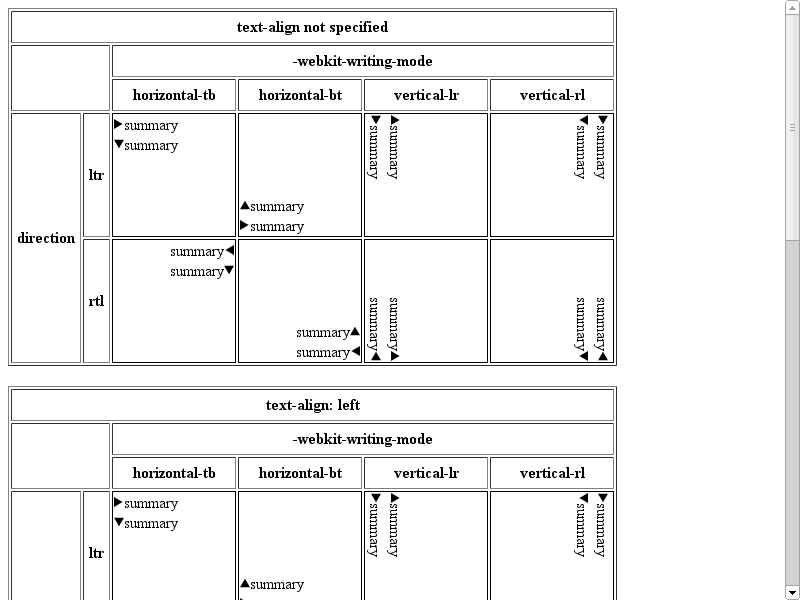 text-align not specified
-webkit-writing-mode
horizontal-tb horizontal-bt vertical-lr vertical-rl
direction
ltr
▶summary
▼summary
▲summary
▶summary
▼summary
▶summary
◀summary
▼summary
rtl
summary◀
summary▼
summary▲
summary◀
summary▲
summary▶
summary◀
summary▲
text-align: left
-webkit-writing-mode
horizontal-tb horizontal-bt vertical-lr vertical-rl
ltr
▶summary
▼summary
▲summary
▼summary
▶summary
◀summary
▼summary